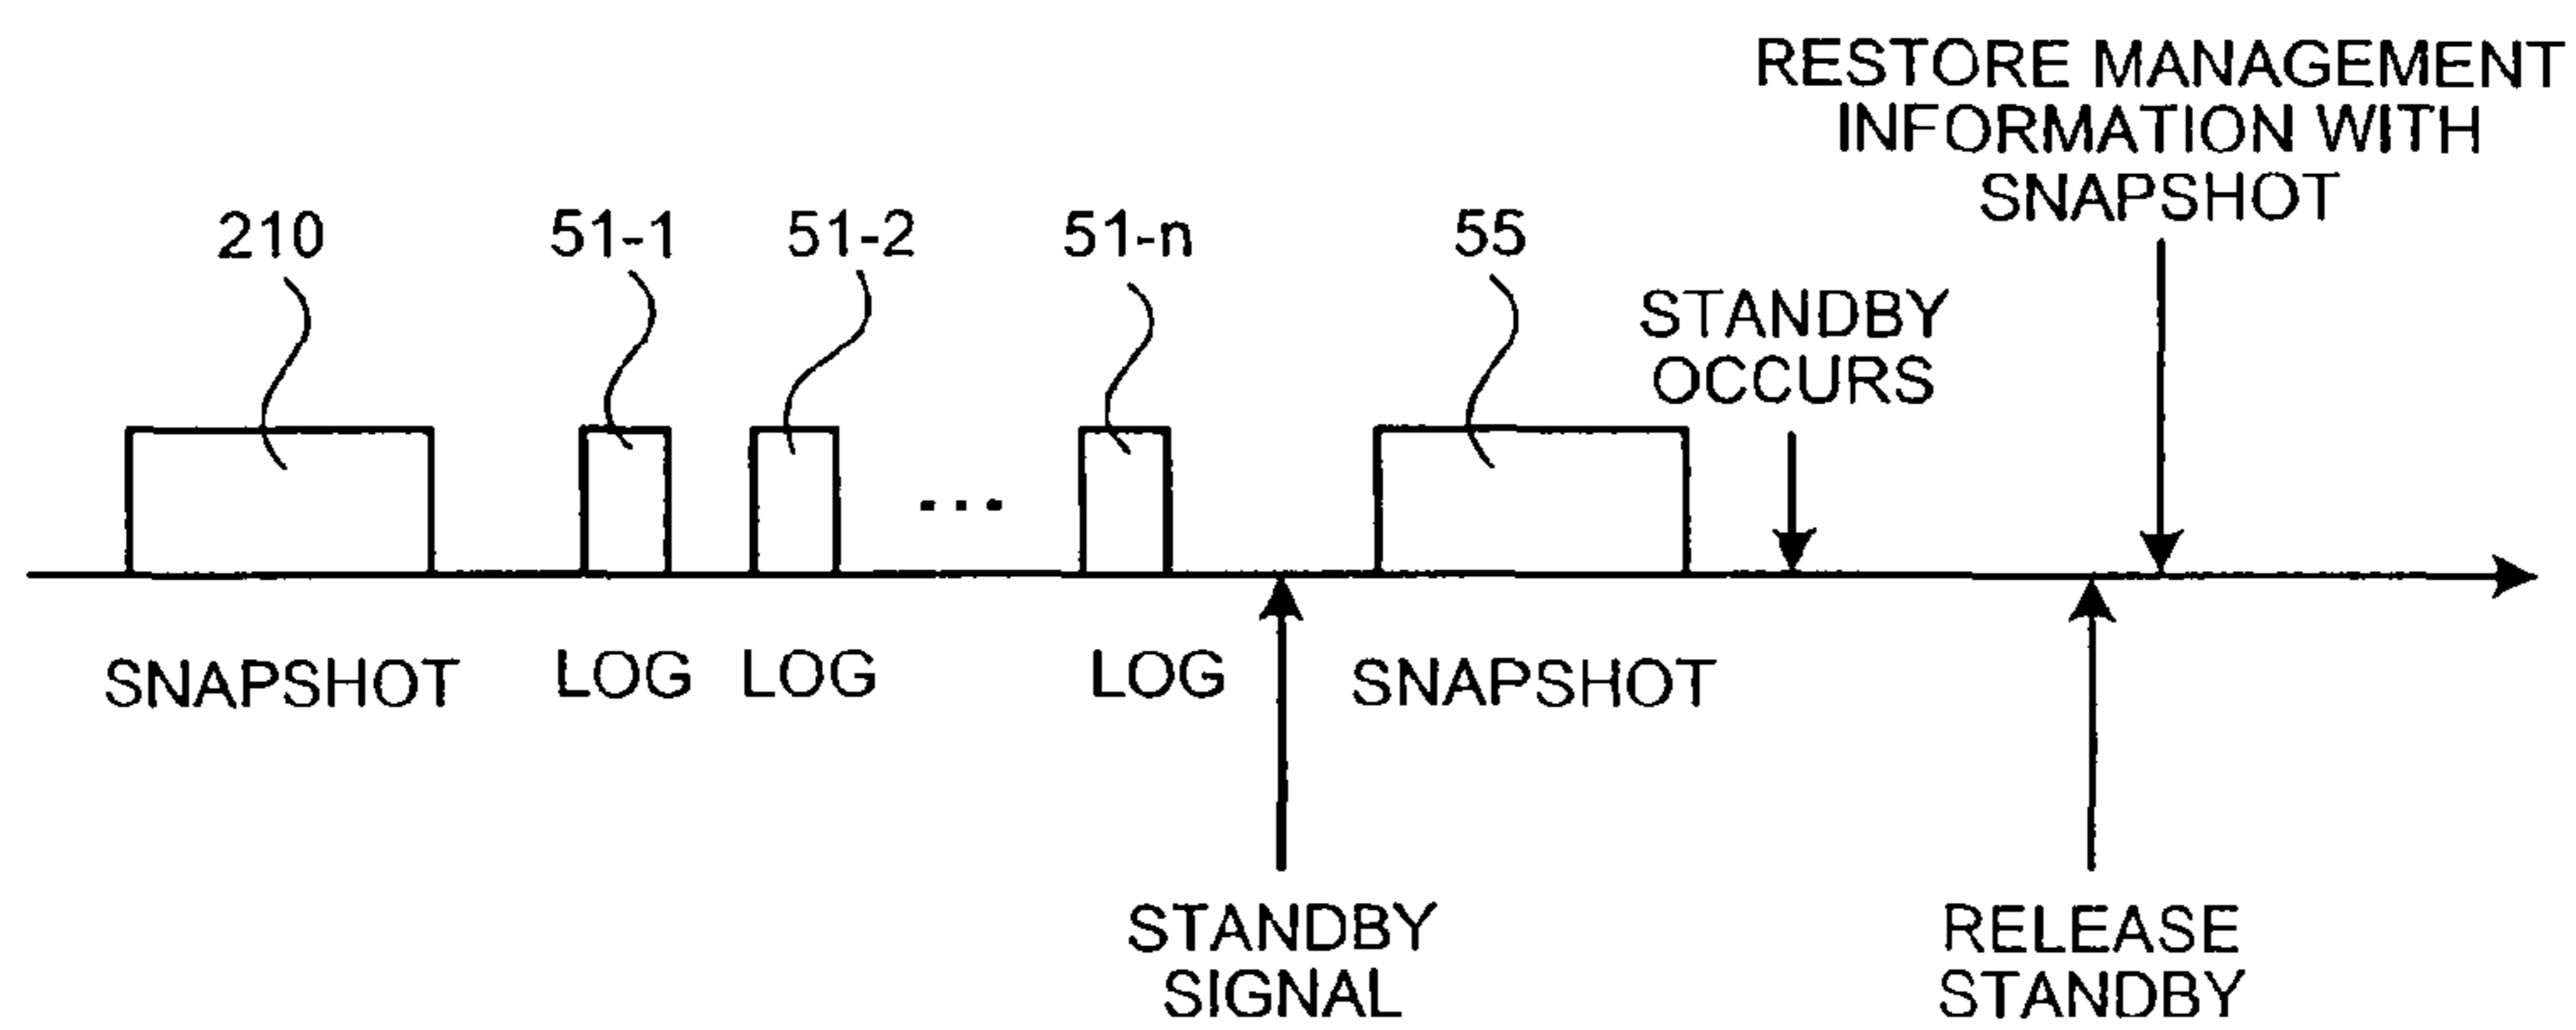 RESTORE MANAGEMENT
INFORMATION WITH
SNAPSHOT
210
51-1
51-2
51-n
55
STANDBY
OCCURS
...
SNAPSHOT
LOG
LOG
LOG
SNAPSHOT
STANDBY
SIGNAL
RELEASE
STANDBY